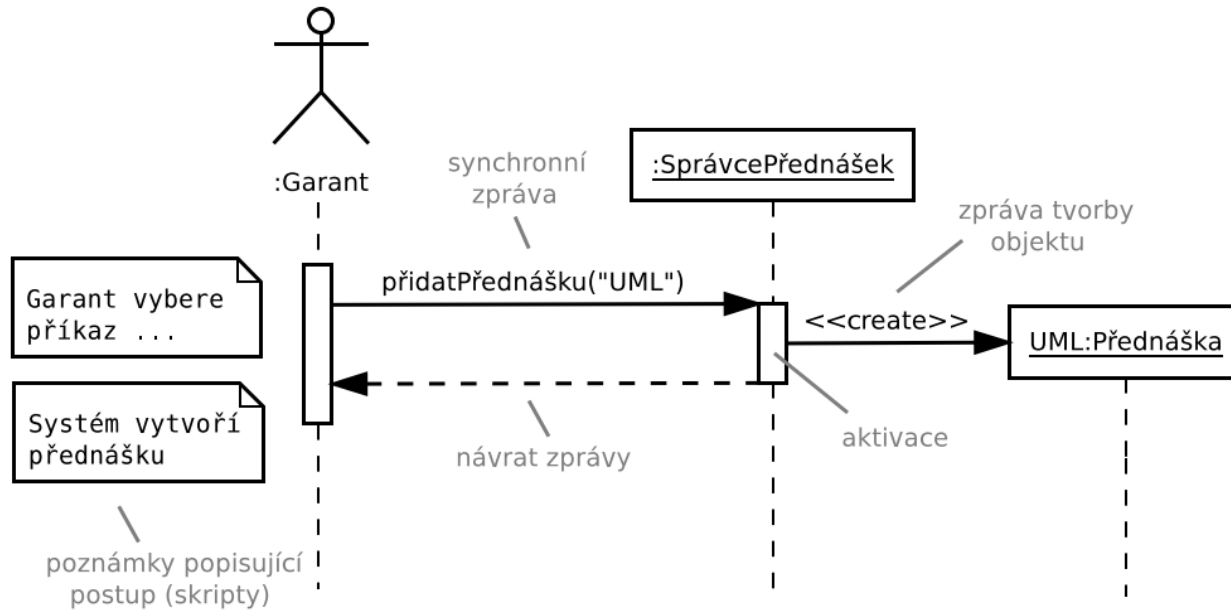 :Garant
synchronní
zpráva
:SprávcePřednášek
zpráva tvorby
objektu
Garant vybere
příkaz ...
přidatPřednášku("UML")
<<create>>
UML:Přednáška
Systém vytvoří
přednášku
návrat zprávy
aktivace
poznámky popisující
postup (skripty)